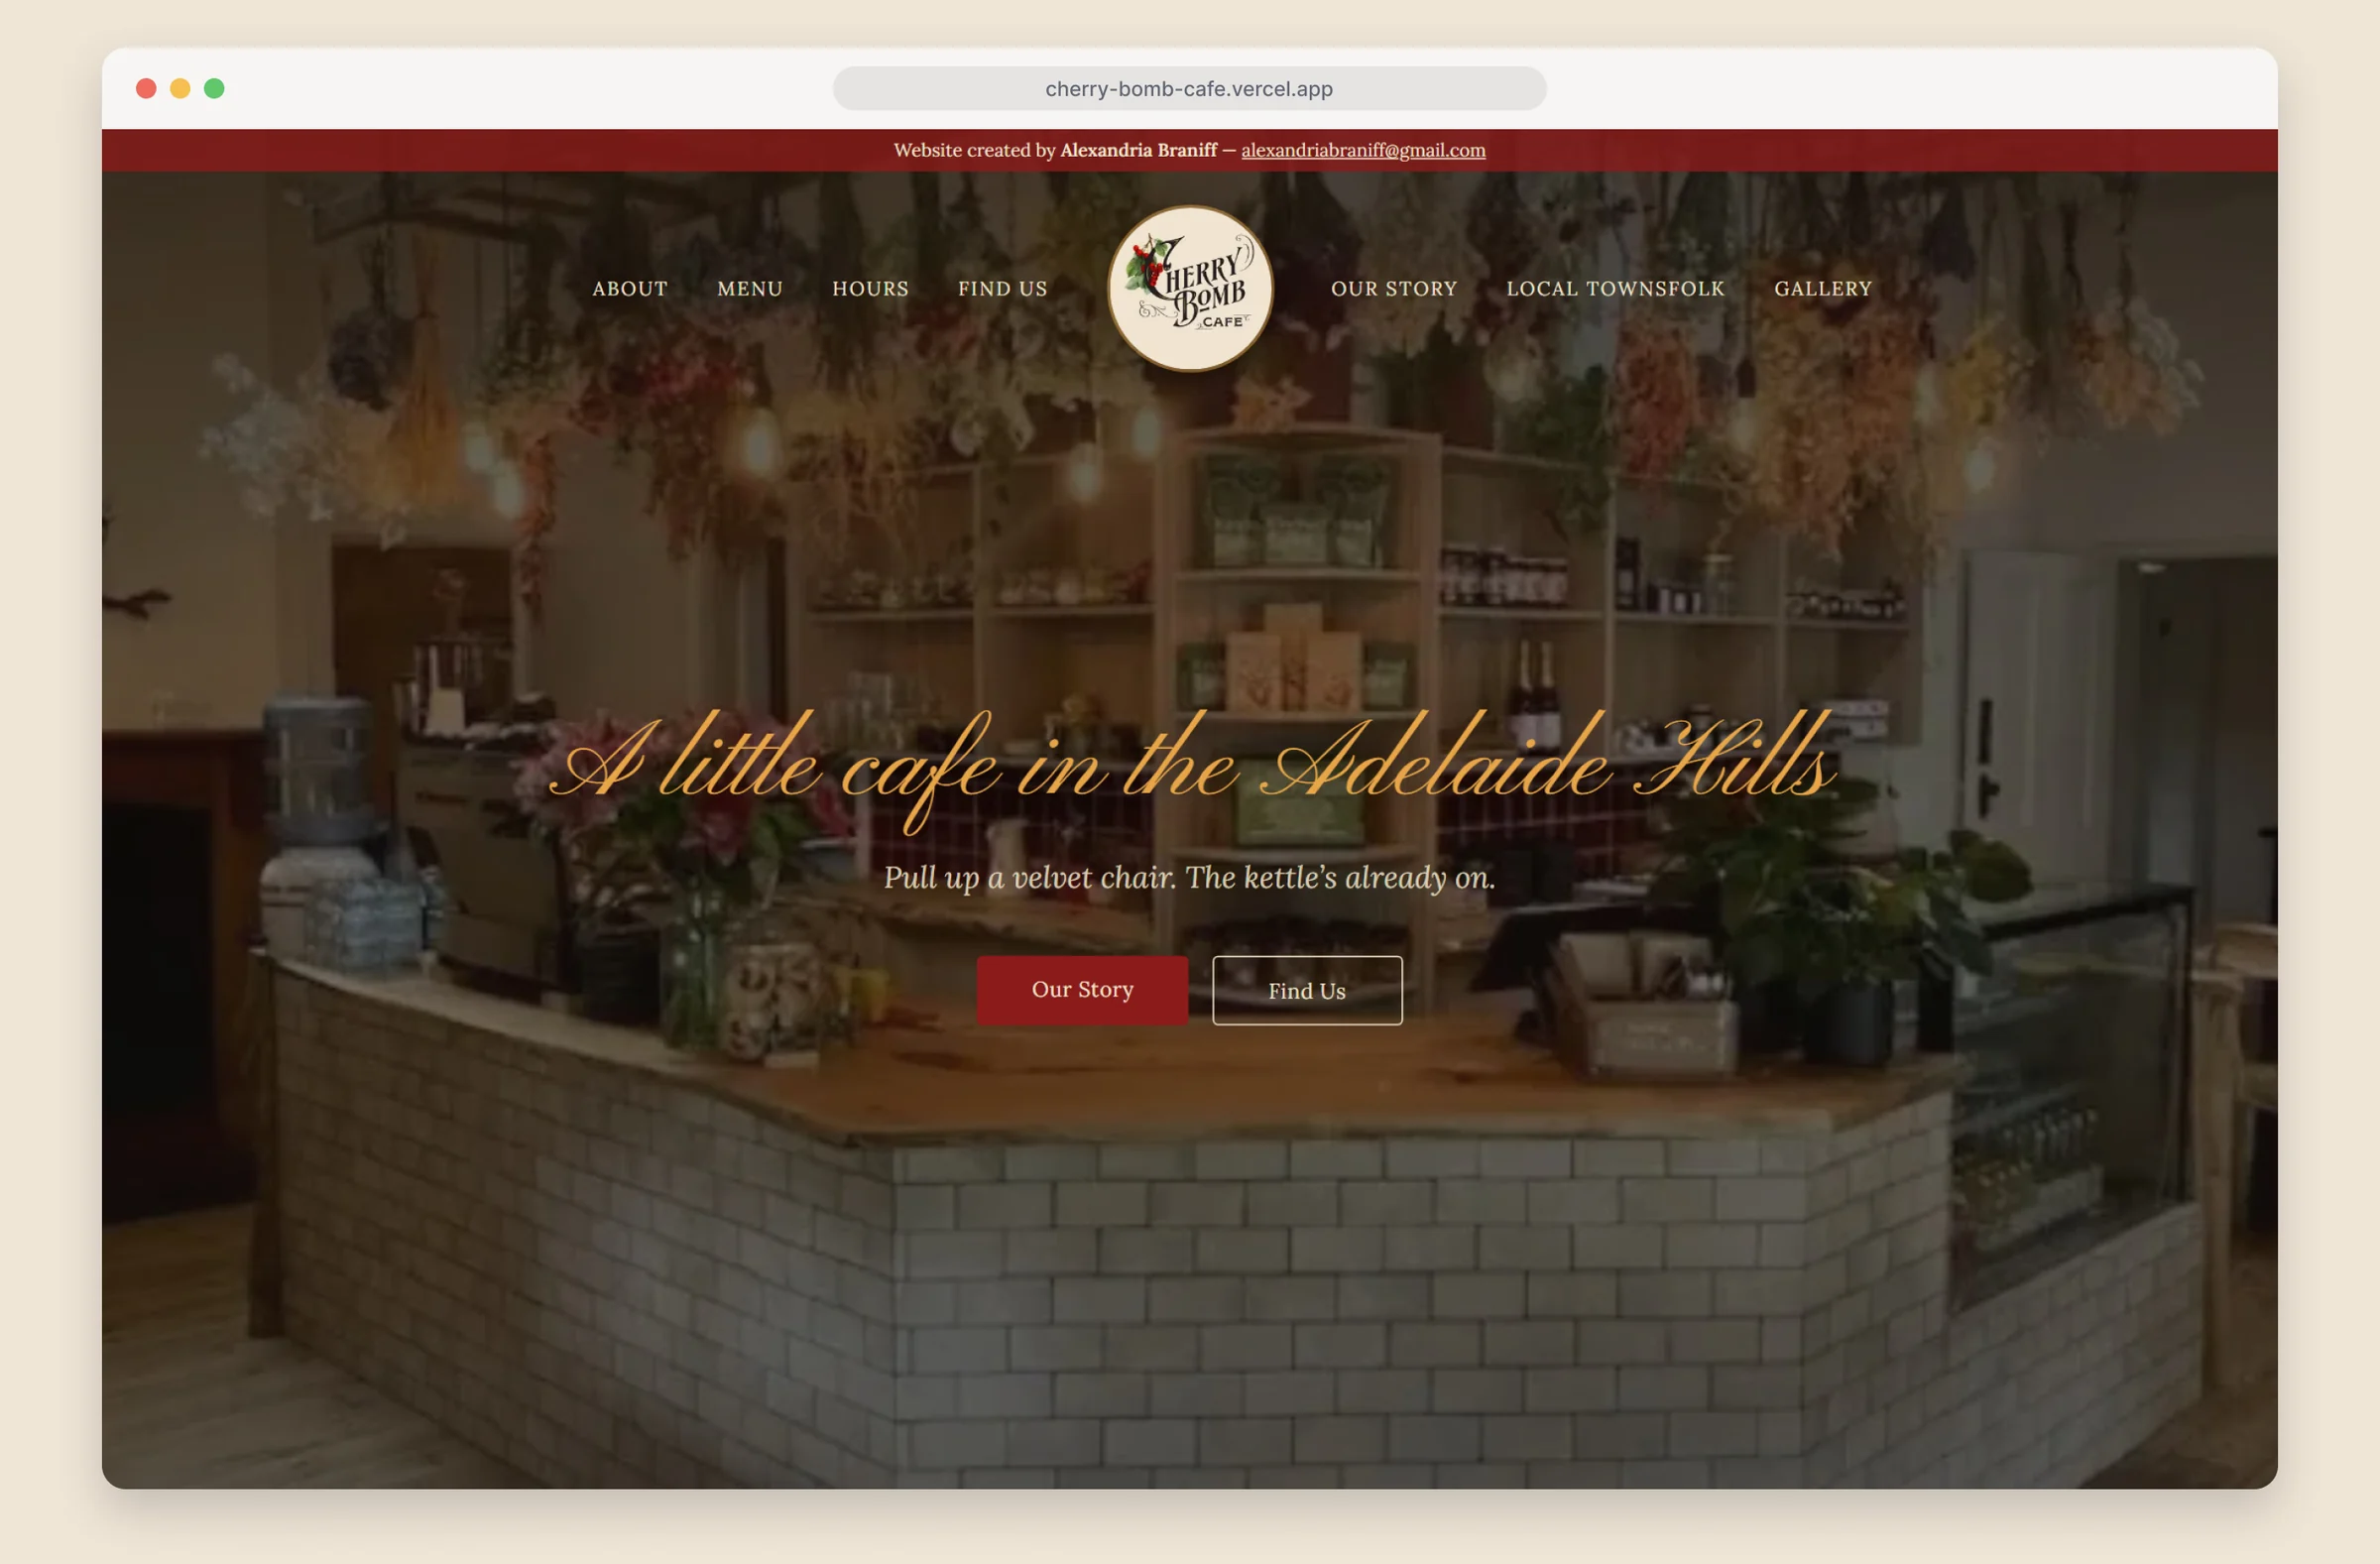 cherry-bomb-cafe.vercel.app
Website created by Alexandria Braniff — alexandriabraniff@gmail.com
ABOUT MENU HOURS FIND US
CHERRY
BOMB
CAFE
OUR STORY LOCAL TOWNSFOLK GALLERY
A little cafe in the Adelaide Hills
Pull up a velvet chair. The kettle’s already on.
Our Story Find Us